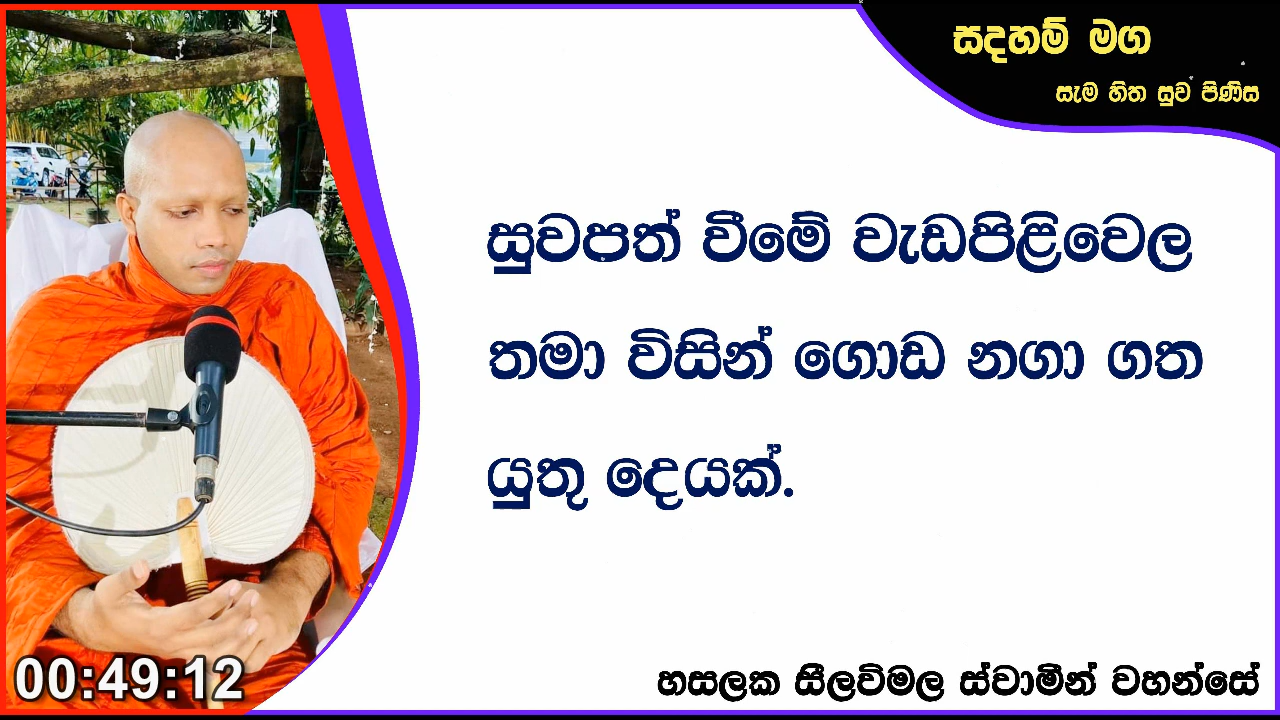 සදහම් මග
සැම හිත සුව පිණිස
සුවපත් වීමේ වැඩපිළිවෙල
තමා විසින් ගොඩ නගා ගත
යුතු දෙයක්.
00:49:12
හසලක සීලවිමල ස්වාමීන් වහන්සේ